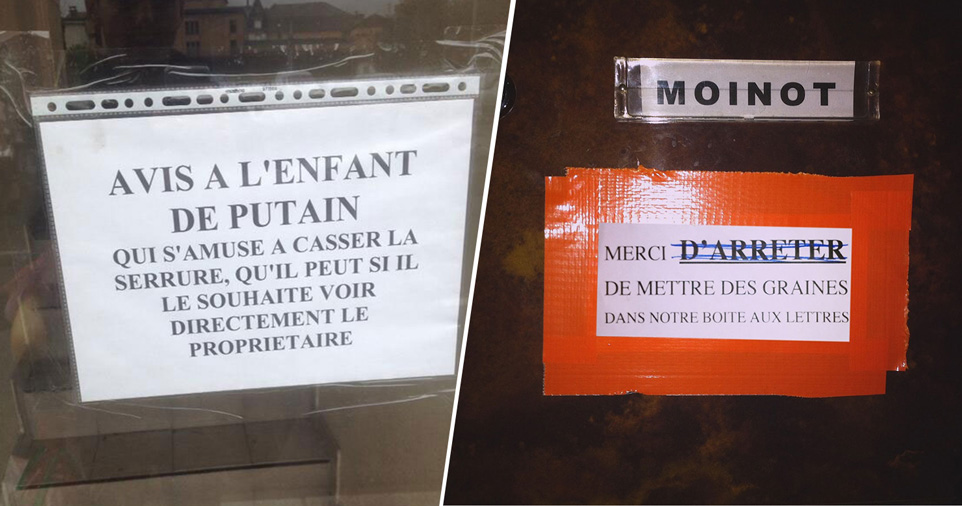 AVIS A L'ENFANT
DE PUTAIN
QUI S'AMUSE A CASSER LA
SERRURE, QU'IL PEUT SI IL
LE SOUHAITE VOIR
DIRECTEMENT LE
PROPRIETAIRE
MOINOT
MERCI D'ARRETER
DE METTRE DES GRAINES
DANS NOTRE BOITE AUX LETTRES